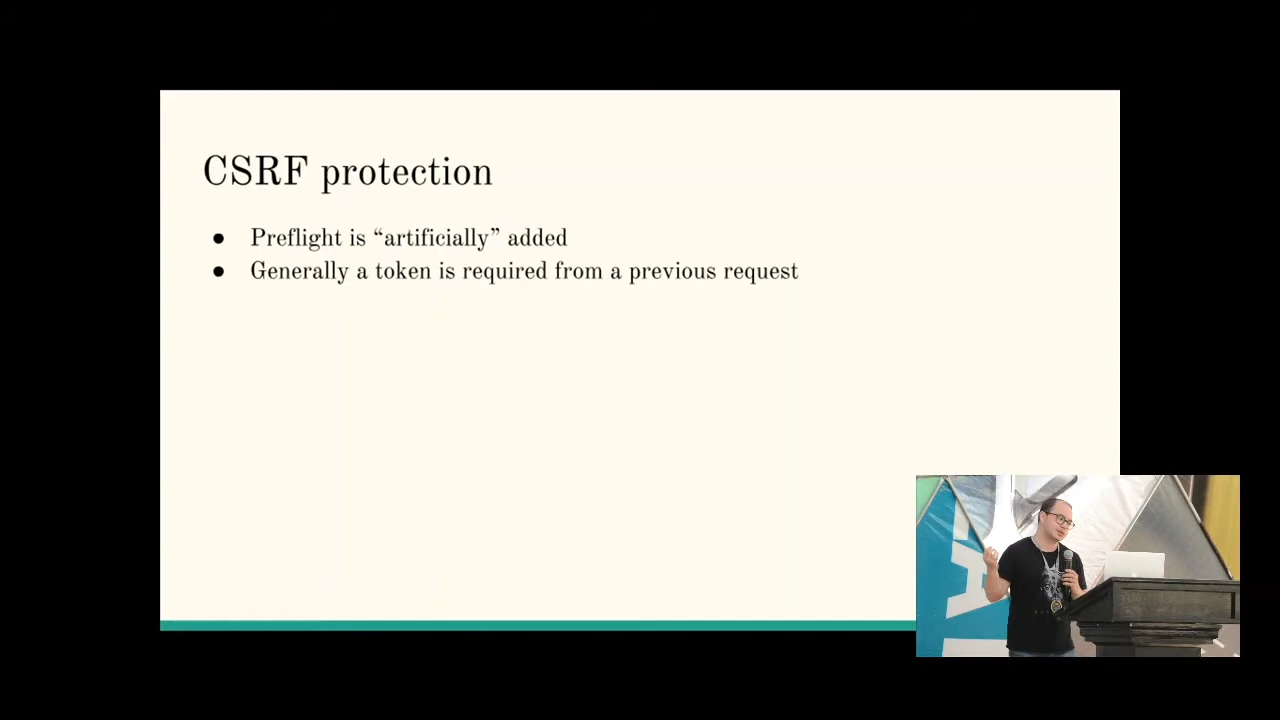 CSRF protection
● Preflight is “artificially” added
● Generally a token is required from a previous request